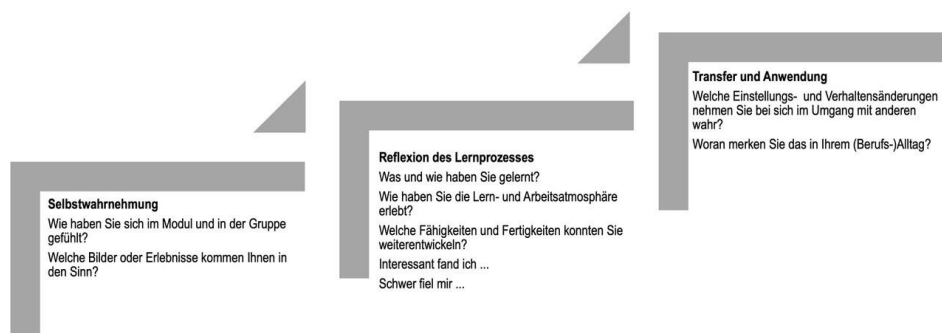 Selbstwahrnehmung
Wie haben Sie sich im Modul und in der Gruppe
gefühlt?
Welche Bilder oder Erlebnisse kommen Ihnen in
den Sinn?
Reflexion des Lernprozesses
Was und wie haben Sie gelernt?
Wie haben Sie die Lern- und Arbeitsatmosphäre
erlebt?
Welche Fähigkeiten und Fertigkeiten konnten Sie
weiterentwickeln?
Interessant fand ich ...
Schwer fiel mir ...
Transfer und Anwendung
Welche Einstellungs- und Verhaltensänderungen
nehmen Sie bei sich im Umgang mit anderen
wahr?
Woran merken Sie das in Ihrem (Berufs-)Alltag?